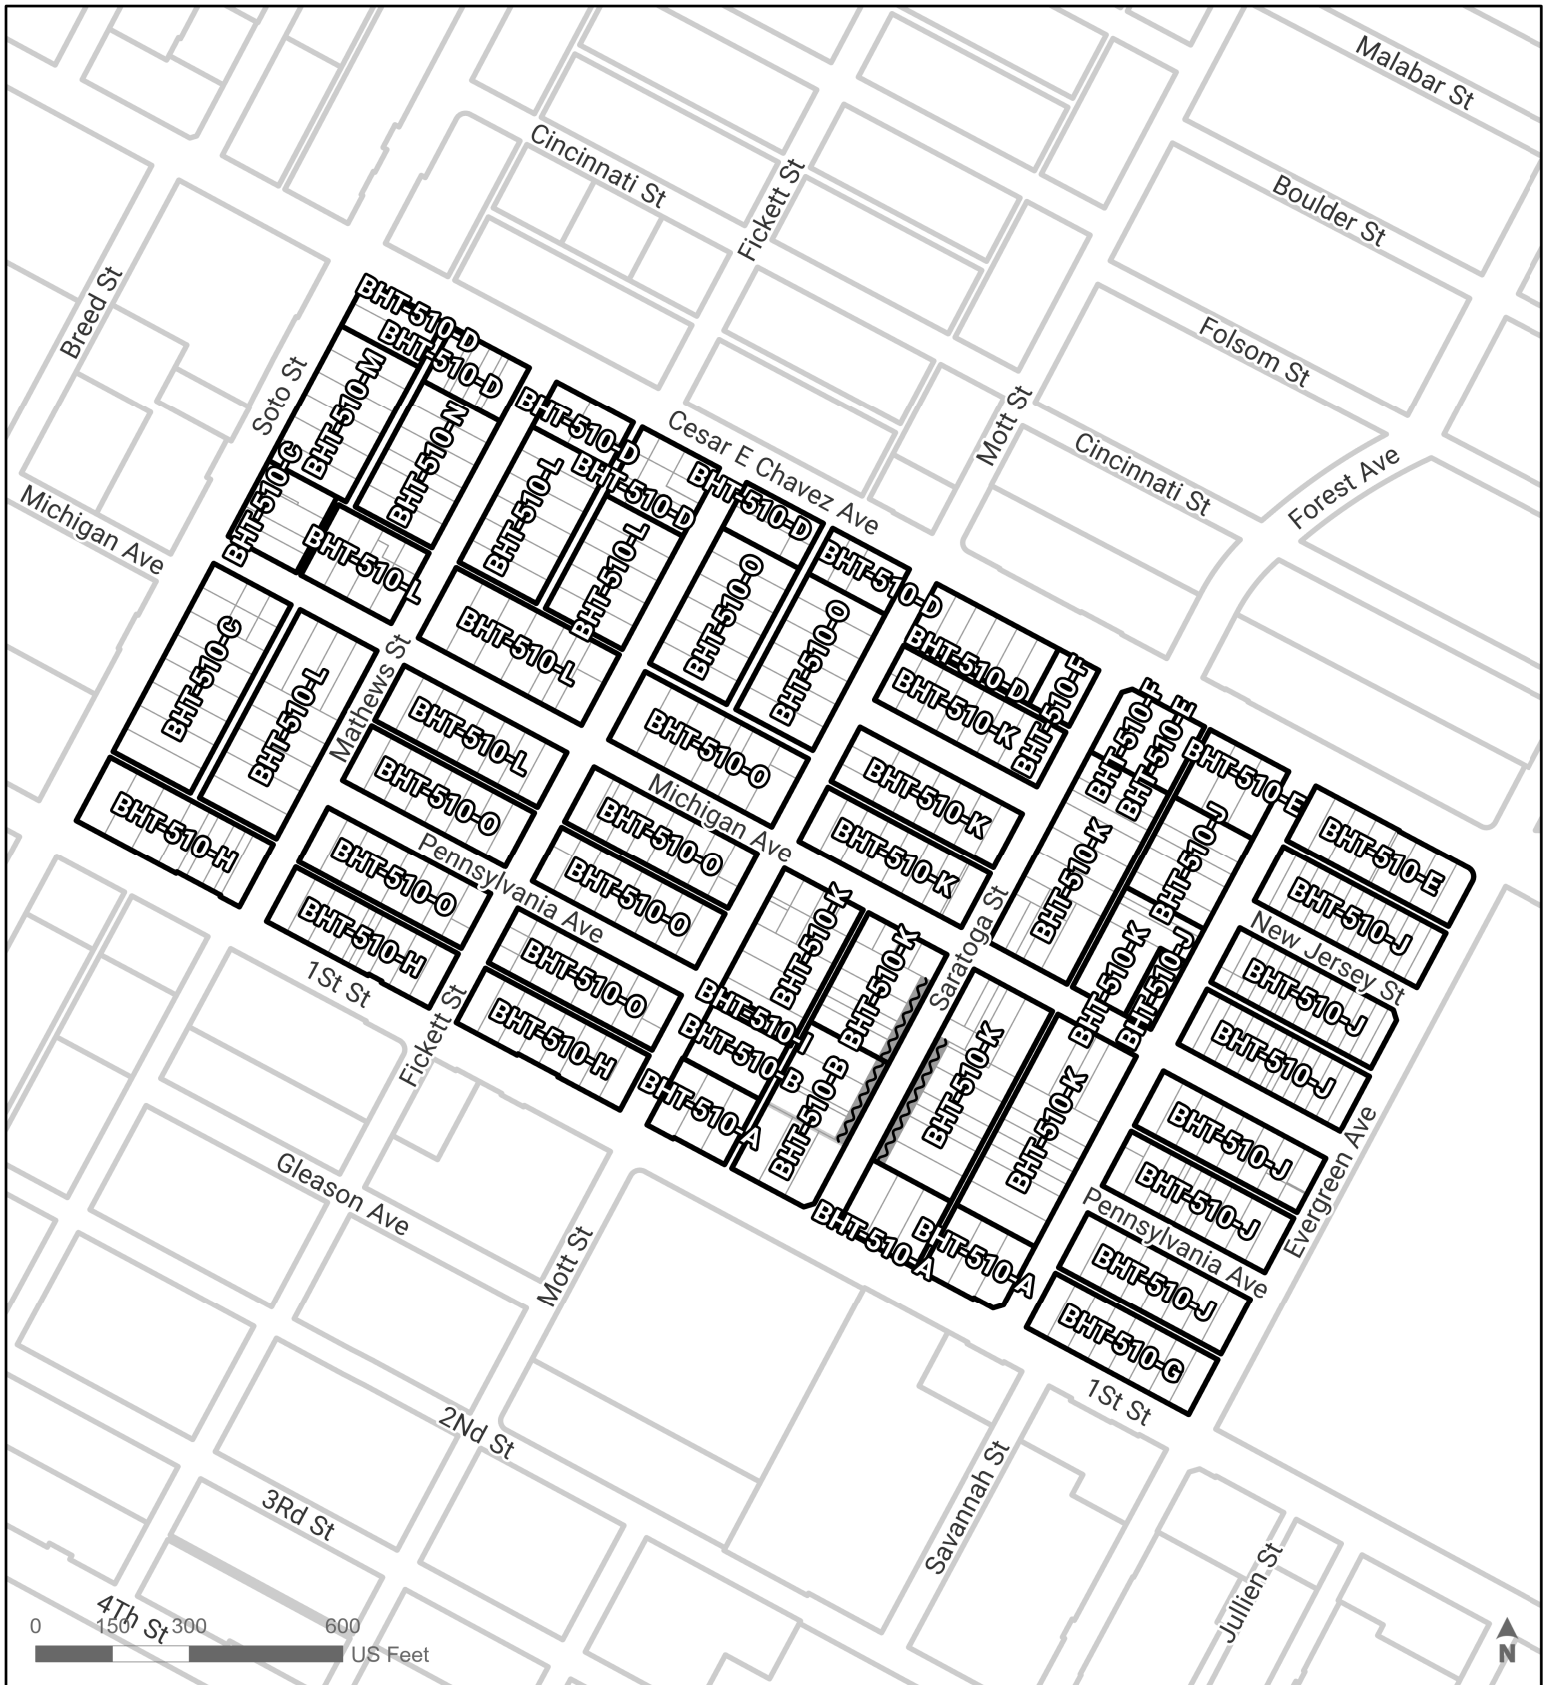 Malabar St
Cincinnati St
Fickett St
Boulder St
Breed St
Folsom St
Soto St
BHT-510-D
BHT-510-D
BHT-510-M
BHT-510-N
BHT-510-D
BHT-510-D
Cesar E Chavez Ave
Mott St
Cincinnati St
Forest Ave
BHT-510-C
Michigan Ave
BHT-510-L
BHT-510-L
BHT-510-L
BHT-510-D
BHT-510-D
BHT-510-O
BHT-510-O
BHT-510-D
BHT-510-F
BHT-510-C
BHT-510-L
Mathews St
BHT-510-L
BHT-510-L
BHT-510-O
BHT-510-K
BHT-510-F
BHT-510-E
BHT-510-E
BHT-510-K
BHT-510-J
BHT-510-E
BHT-510-H
BHT-510-O
BHT-510-O
Michigan Ave
BHT-510-K
BHT-510-K
BHT-510-J
BHT-510-O
BHT-510-H
Pennsylvania Ave
BHT-510-O
BHT-510-K
BHT-510-K
Saratoga St
BHT-510-K
BHT-510-J
New Jersey St
BHT-510-J
BHT-510-J
1St St
Fickett St
BHT-510-O
BHT-510-H
BHT-510-I
BHT-510-B
BHT-510-A
BHT-510-B
BHT-510-K
BHT-510-K
BHT-510-J
BHT-510-J
Pennsylvania Ave
Evergreen Ave
BHT-510-A
BHT-510-A
BHT-510-J
BHT-510-G
1St St
Gleason Ave
Mott St
2Nd St
Savannah St
3Rd St
Jullien St
4Th St
0 150 300 600
US Feet
N